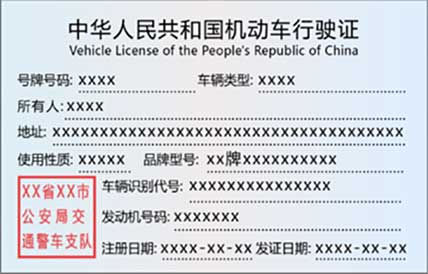 中华人民共和国机动车行驶证
Vehicle License of the People's Republic of China
号牌号码: XXXX 车辆类型: XXXX
所有人: XXXX
地址: XXXXXXXXXXXXXXXXXXXXXXXXXXXXXXXXXX
使用性质: XXXXX 品牌型号: XX牌XXXXXXXXXX
车辆识别代号: XXXXXXXXXXXXXXX
发动机号码: XXXXXXX
注册日期: XXXX-XX-XX 发证日期: XXXX-XX-XX
XX省XX市
公安局交
通警车支队